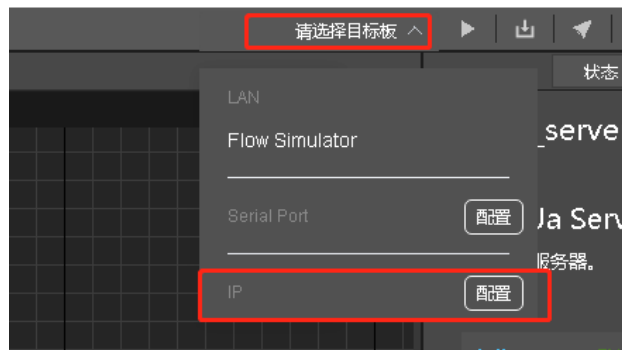 请选择目标板
状态
LAN
Flow Simulator
_serve
Serial Port
配置
Ja Serv
服务器。
IP
配置